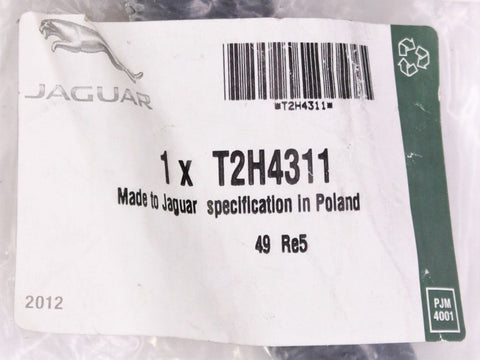 JAGUAR
*T2H4311*
1 x T2H4311
Made to Jaguar specification in Poland
49 Re5
2012
PJM
4001